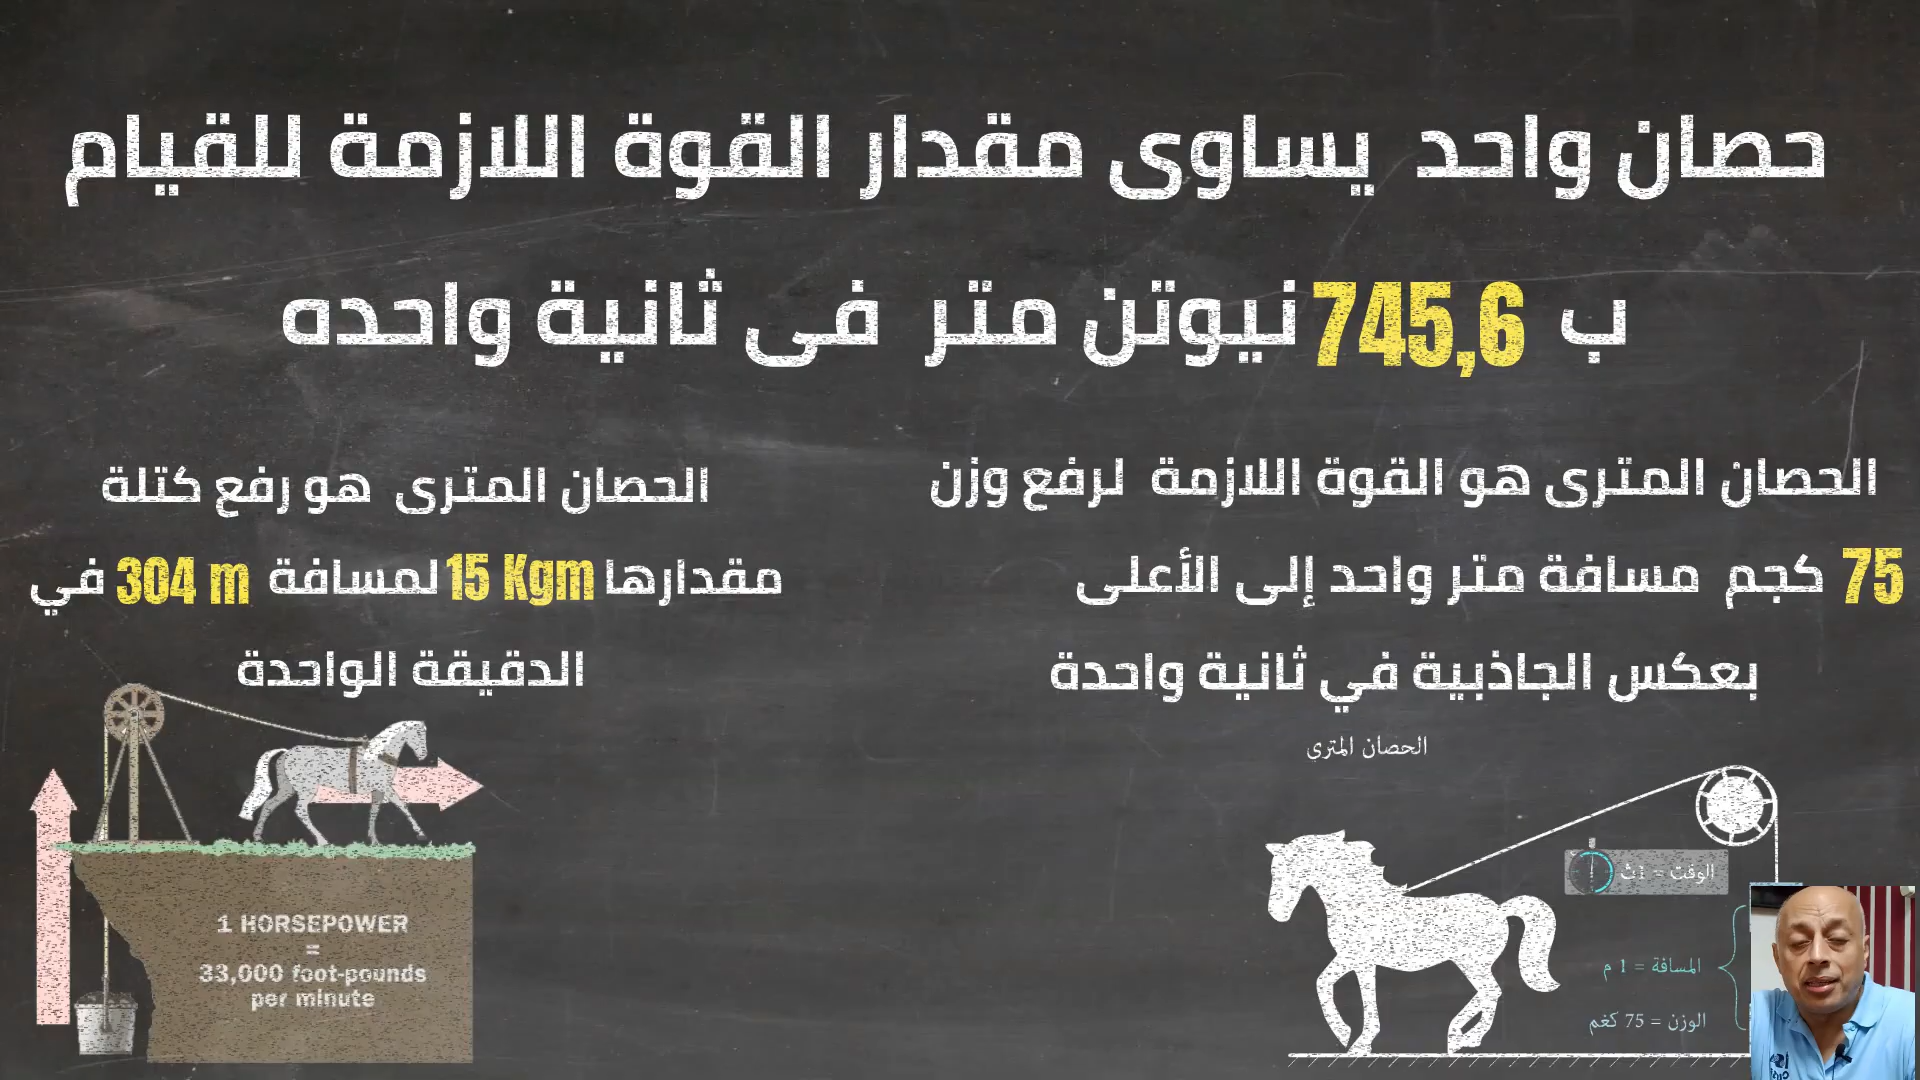 حصان واحد يساوى مقدار القوة اللازمة للقيام
ب 745,6 نيوتن متر فى ثانية واحده
الحصان المترى هو القوة اللازمة لرفع وزن
75 كجم مسافة متر واحد إلى الأعلى
بعكس الجاذبية في ثانية واحدة
الحصان المترى هو رفع كتلة
مقدارها 15 Kgm لمسافة 304 m في
الدقيقة الواحدة
الحصان المتري
الوقت = 1ث
المسافة = 1 م
الوزن = 75 كغم
1 HORSEPOWER
=
33,000 foot-pounds
per minute